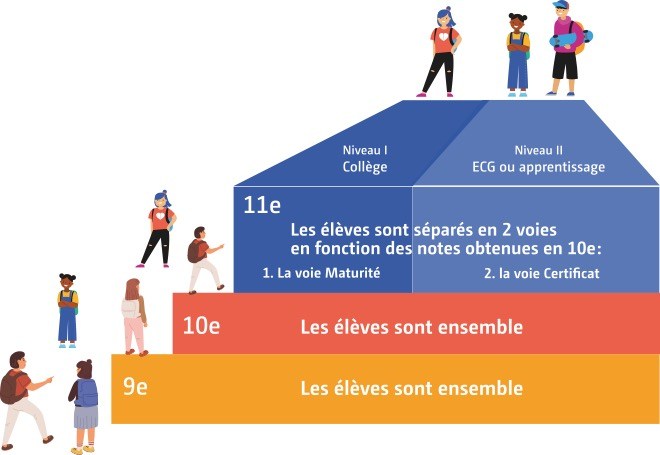 Niveau I
Collège
Niveau II
ECG ou apprentissage
11e
Les élèves sont séparés en 2 voies
en fonction des notes obtenues en 10e:
1. La voie Maturité
2. la voie Certificat
10e
Les élèves sont ensemble
9e
Les élèves sont ensemble